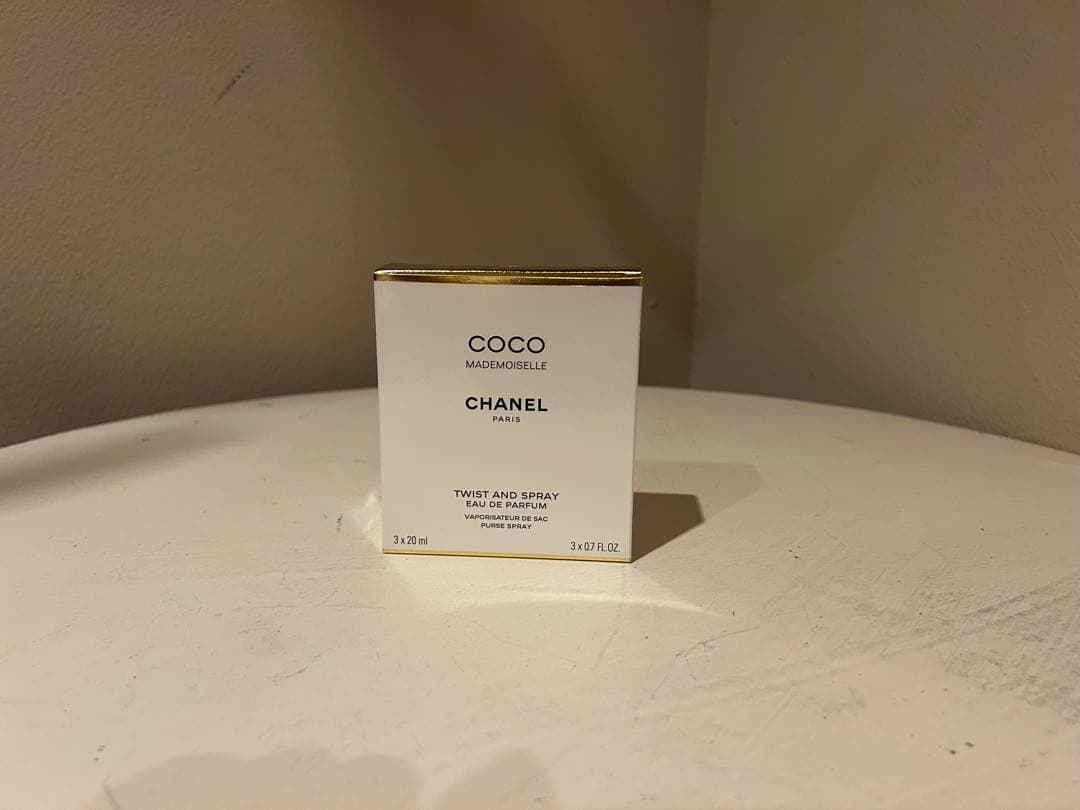 COCO
MADEMOISELLE
CHANEL
PARIS
TWIST AND SPRAY
EAU DE PARFUM
VAPORISATEUR DE SAC
PURSE SPRAY
3 x 20 ml
3 x 0.7 FL.OZ.